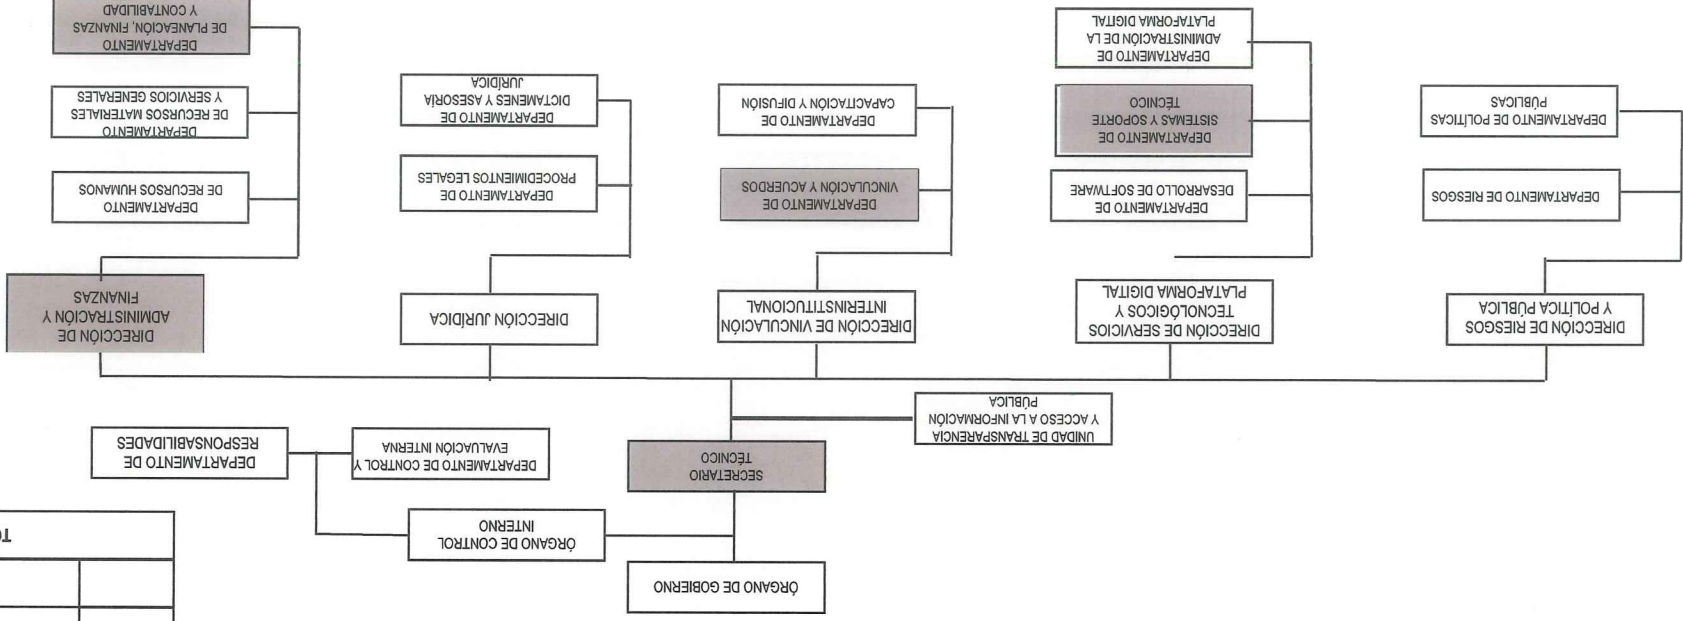 ÓRGANO DE GOBIERNO
ÓRGANO DE CONTROL
INTERNO
SECRETARIO
TÉCNICO
DEPARTAMENTO DE CONTROL Y
EVALUACIÓN INTERNA
DEPARTAMENTO DE
RESPONSABILIDADES
UNIDAD DE TRANSPARENCIA
Y ACCESO A LA INFORMACIÓN
PÚBLICA
DIRECCIÓN DE RIESGOS
Y POLÍTICA PÚBLICA
DEPARTAMENTO DE RIESGOS
DEPARTAMENTO DE POLÍTICAS
PÚBLICAS
DIRECCIÓN DE SERVICIOS
TECNOLÓGICOS Y
PLATAFORMA DIGITAL
DEPARTAMENTO DE
DESARROLLO DE SOFTWARE
DEPARTAMENTO DE
SISTEMAS Y SOPORTE
TÉCNICO
DEPARTAMENTO DE
ADMINISTRACIÓN DE LA
PLATAFORMA DIGITAL
DIRECCIÓN DE VINCULACIÓN
INTERINSTITUCIONAL
DEPARTAMENTO DE
VINCULACIÓN Y ACUERDOS
DEPARTAMENTO DE
CAPACITACIÓN Y DIFUSIÓN
DIRECCIÓN JURÍDICA
DEPARTAMENTO DE
PROCEDIMIENTOS LEGALES
DEPARTAMENTO DE
DICTAMENES Y ASESORÍA
JURÍDICA
DIRECCIÓN DE
ADMINISTRACIÓN Y
FINANZAS
DEPARTAMENTO
DE RECURSOS HUMANOS
DEPARTAMENTO
DE RECURSOS MATERIALES
Y SERVICIOS GENERALES
DEPARTAMENTO
DE PLANEACIÓN, FINANZAS
Y CONTABILIDAD